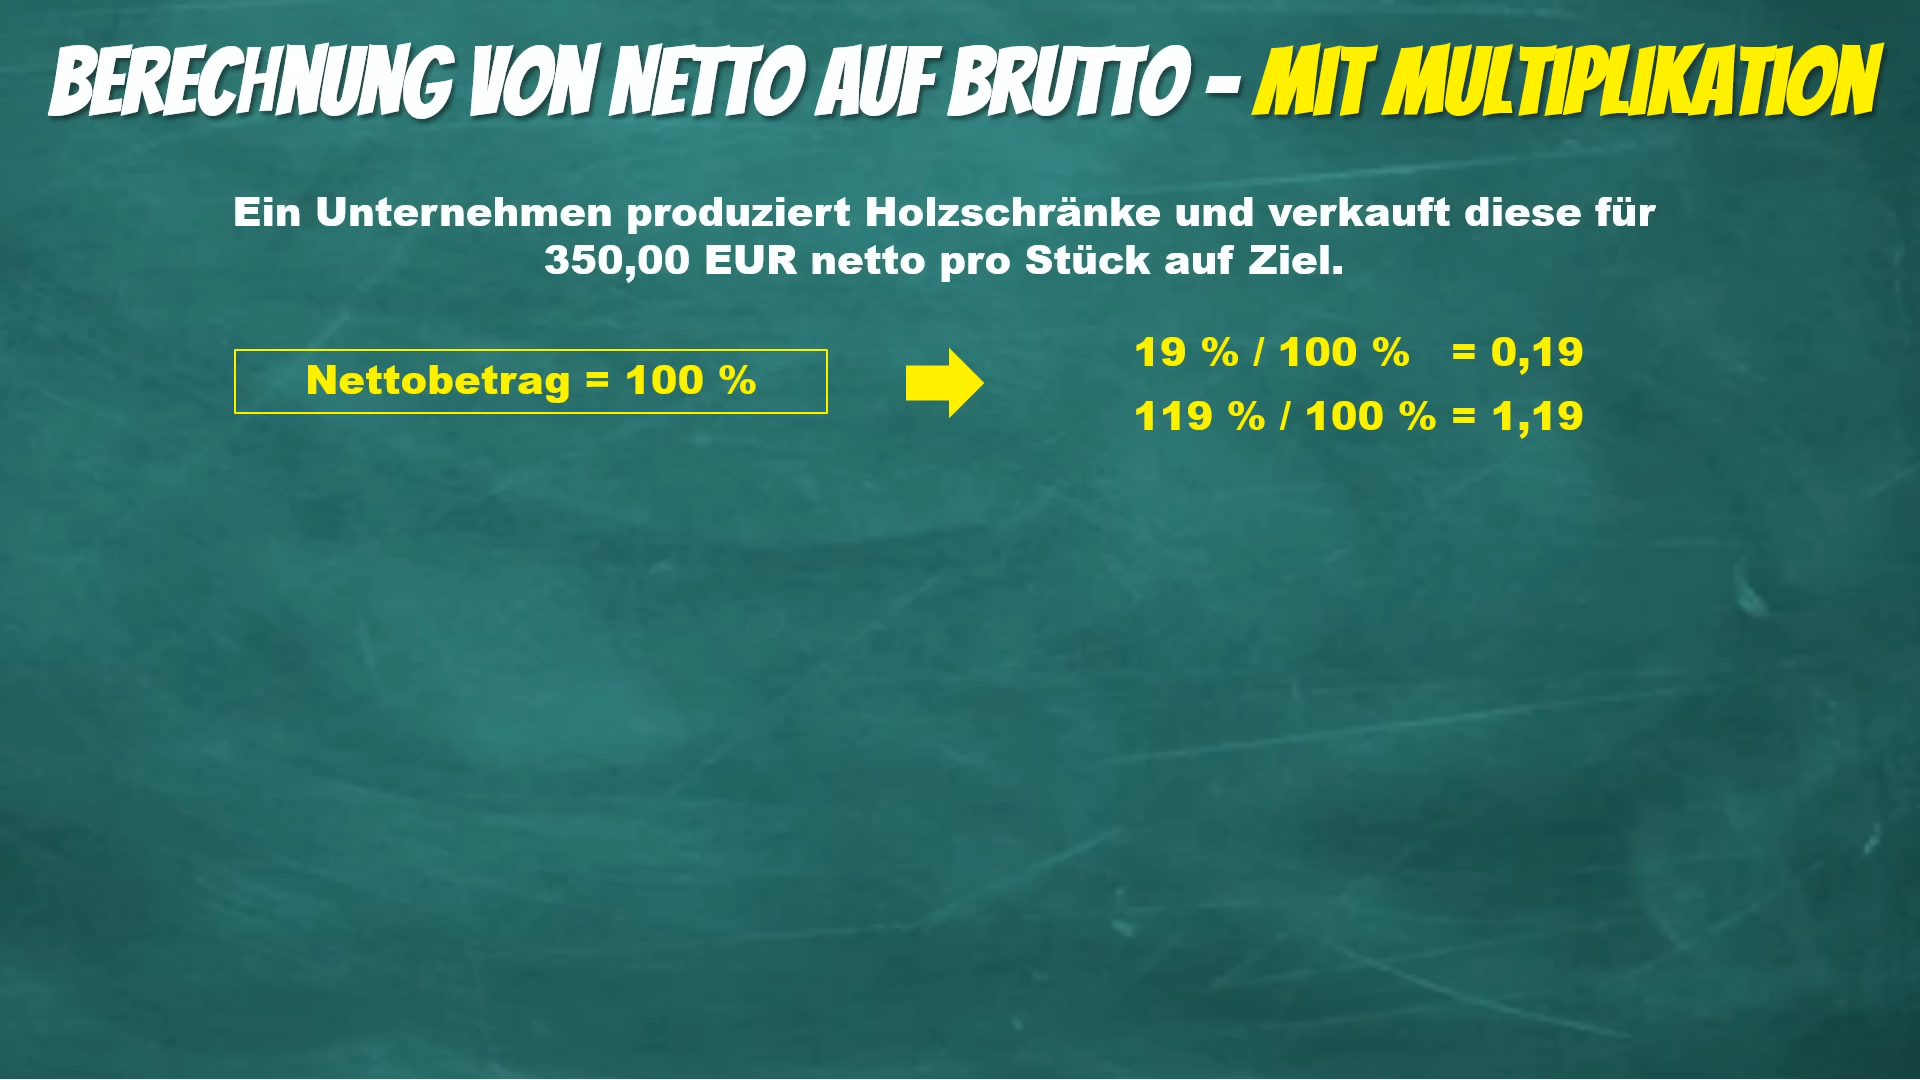 BERECHNUNG VON NETTO AUF BRUTTO – MIT MULTIPLIKATION
Ein Unternehmen produziert Holzschränke und verkauft diese für
350,00 EUR netto pro Stück auf Ziel.
Nettobetrag = 100 %
19 % / 100 % = 0,19
119 % / 100 % = 1,19